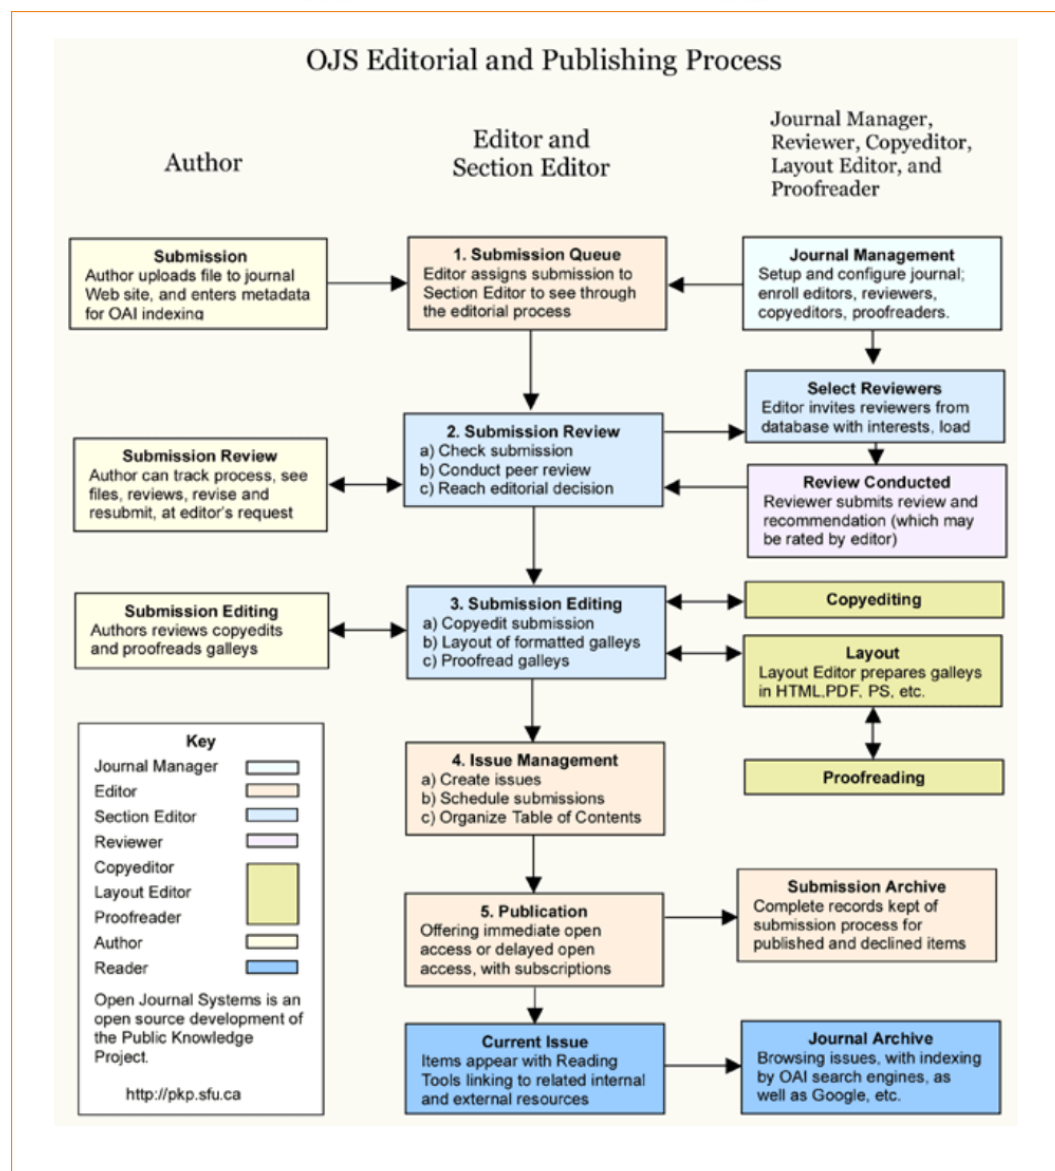 OJS Editorial and Publishing Process
Author
Editor and
Section Editor
Journal Manager,
Reviewer, Copyeditor,
Layout Editor, and
Proofreader
Submission
Author uploads file to journal
Web site, and enters metadata
for OAI indexing
1. Submission Queue
Editor assigns submission to
Section Editor to see through
the editorial process
Journal Management
Setup and configure journal;
enroll editors, reviewers,
copyeditors, proofreaders.
Select Reviewers
Editor invites reviewers from
database with interests, load
Submission Review
Author can track process, see
files, reviews, revise and
resubmit, at editor's request
2. Submission Review
a) Check submission
b) Conduct peer review
c) Reach editorial decision
Review Conducted
Reviewer submits review and
recommendation (which may
be rated by editor)
Submission Editing
Authors reviews copyedits
and proofreads galleys
3. Submission Editing
a) Copyedit submission
b) Layout of formatted galleys
c) Proofread galleys
Copyediting
Layout
Layout Editor prepares galleys
in HTML,PDF, PS, etc.
Proofreading
4. Issue Management
a) Create issues
b) Schedule submissions
c) Organize Table of Contents
5. Publication
Offering immediate open
access or delayed open
access, with subscriptions
Submission Archive
Complete records kept of
submission process for
published and declined items
Current Issue
Items appear with Reading
Tools linking to related internal
and external resources
Journal Archive
Browsing issues, with indexing
by OAI search engines, as
well as Google, etc.
Key
Journal Manager
Editor
Section Editor
Reviewer
Copyeditor
Layout Editor
Proofreader
Author
Reader
Open Journal Systems is an
open source development of
the Public Knowledge
Project.
http://pkp.sfu.ca